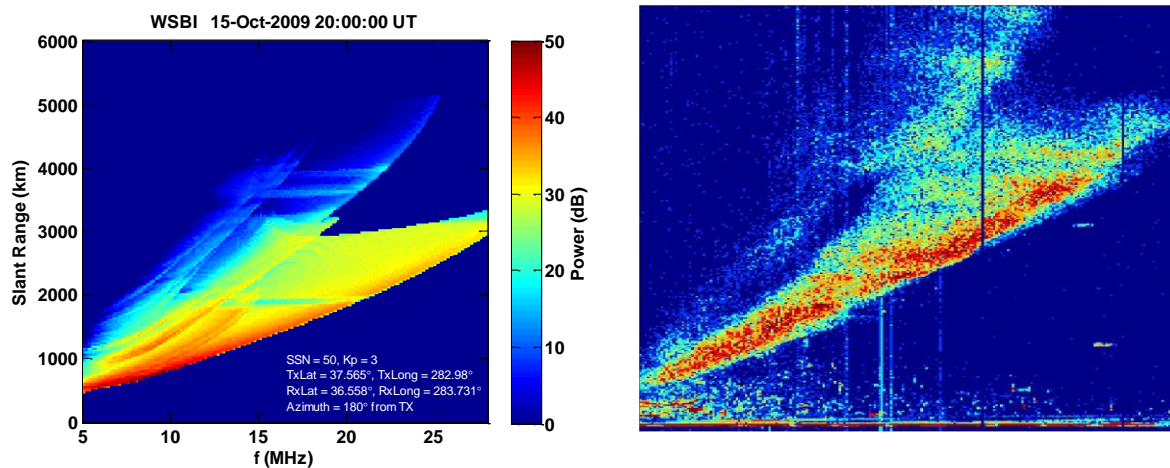 WSBI 15-Oct-2009 20:00:00 UT
6000
5000
4000
3000
2000
1000
0
Slant Range (km)
5
10
15
20
25
f (MHz)
SSN = 50, Kp = 3
TxLat = 37.565°, TxLong = 282.98°
RxLat = 36.558°, RxLong = 283.731°
Azimuth = 180° from TX
50
40
30
20
10
0
Power (dB)